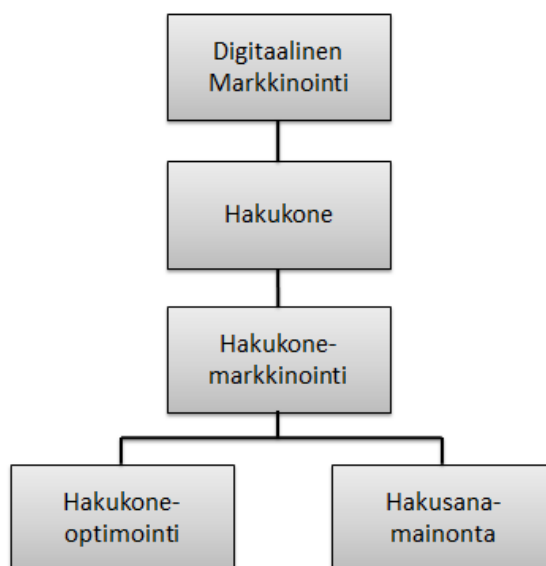 Digitaalinen
Markkinointi
Hakukone
Hakukone-
markkinointi
Hakukone-
optimointi
Hakusana-
mainonta